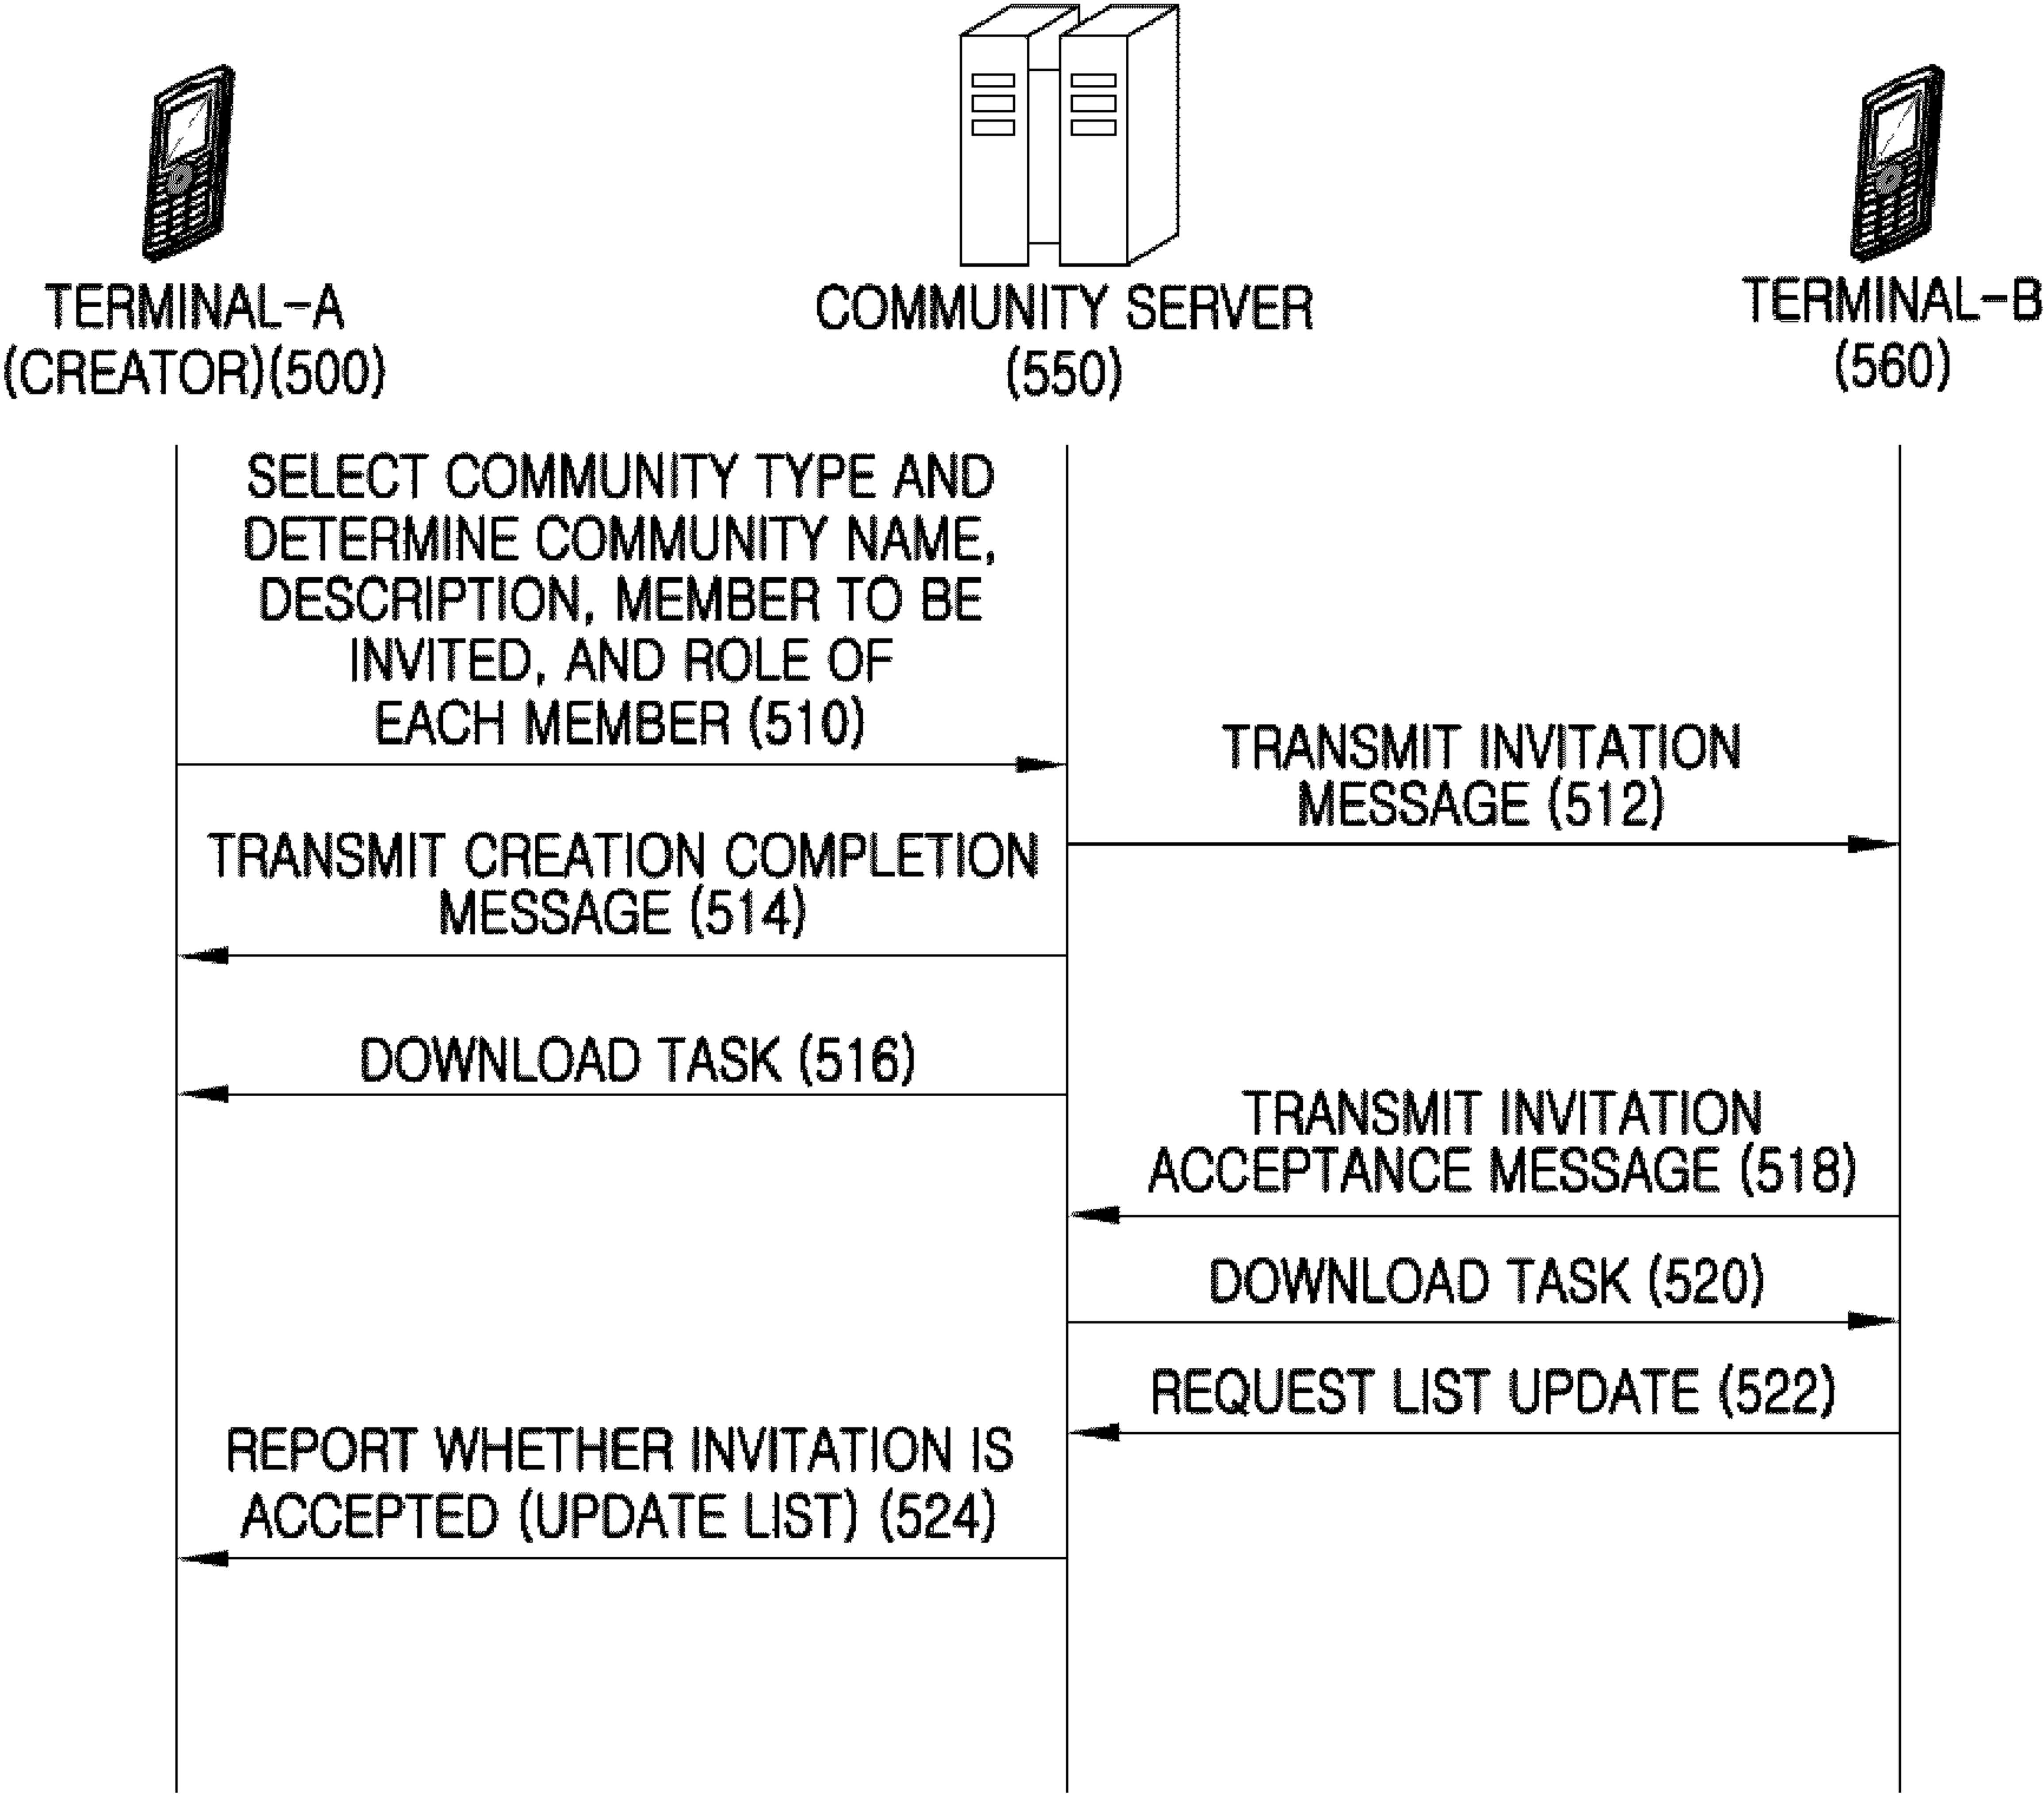 TERMINAL-A
(CREATOR)(500)
COMMUNITY SERVER
(550)
TERMINAL-B
(560)
SELECT COMMUNITY TYPE AND
DETERMINE COMMUNITY NAME,
DESCRIPTION, MEMBER TO BE
INVITED, AND ROLE OF
EACH MEMBER (510)
TRANSMIT INVITATION
MESSAGE (512)
TRANSMIT CREATION COMPLETION
MESSAGE (514)
DOWNLOAD TASK (516)
TRANSMIT INVITATION
ACCEPTANCE MESSAGE (518)
DOWNLOAD TASK (520)
REQUEST LIST UPDATE (522)
REPORT WHETHER INVITATION IS
ACCEPTED (UPDATE LIST) (524)